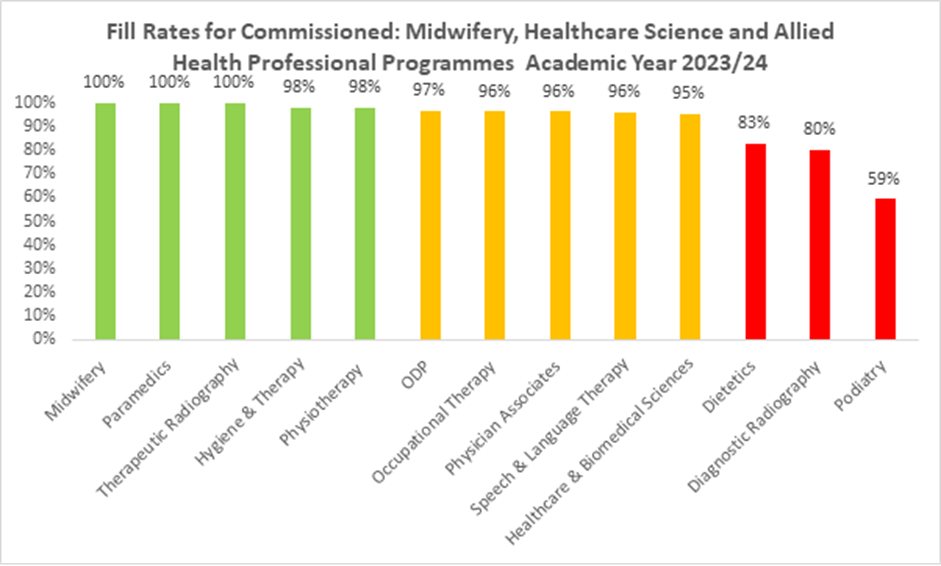 Fill Rates for Commissioned: Midwifery, Healthcare Science and Allied
Health Professional Programmes  Academic Year 2023/24
100% 100% 100% 98% 98% 97% 96% 96% 96% 95% 83% 80% 59%
100%
90%
80%
70%
60%
50%
40%
30%
20%
10%
0%
Midwifery
Paramedics
Therapeutic Radiography
Hygiene & Therapy
Physiotherapy
ODP
Occupational Therapy
Physician Associates
Speech & Language Therapy
Healthcare & Biomedical Sciences
Dietetics
Diagnostic Radiography
Podiatry